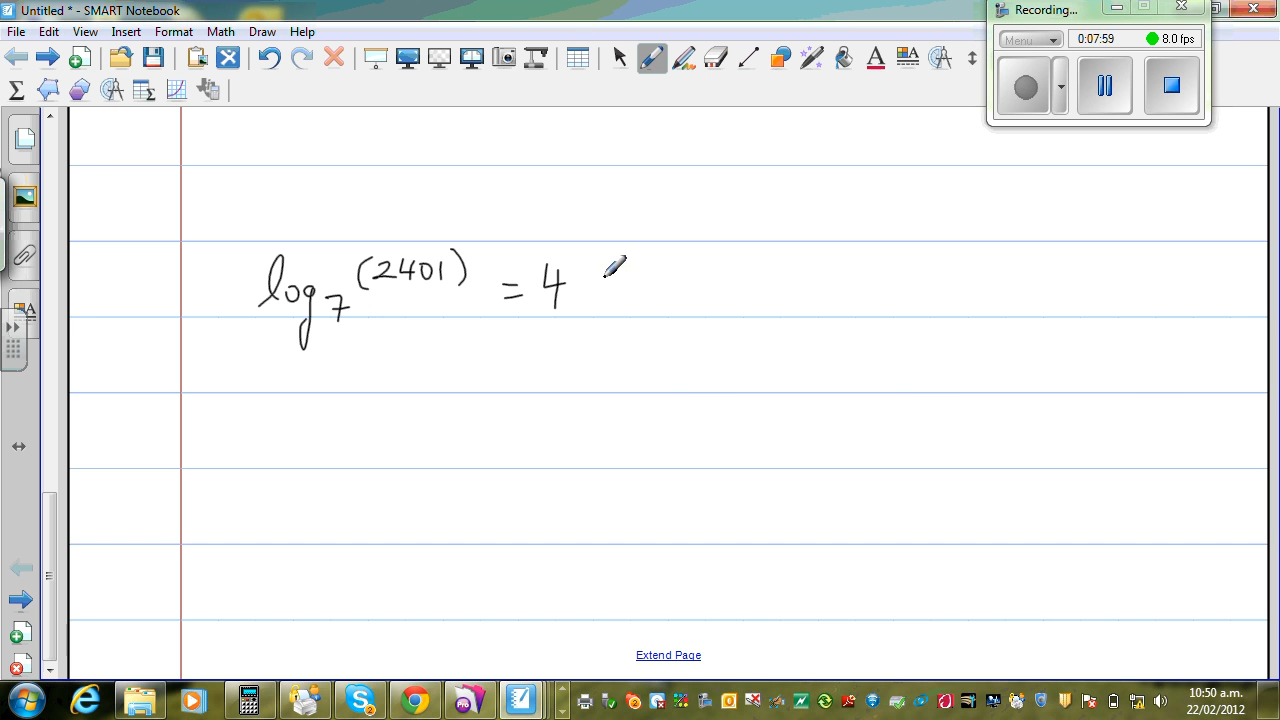 Untitled * - SMART Notebook
Recording...
File Edit View Insert Format Math Draw Help
Menu
0:07:59
8.0 fps
log₇(2401) = 4
Extend Page
10:50 a.m.
22/02/2012